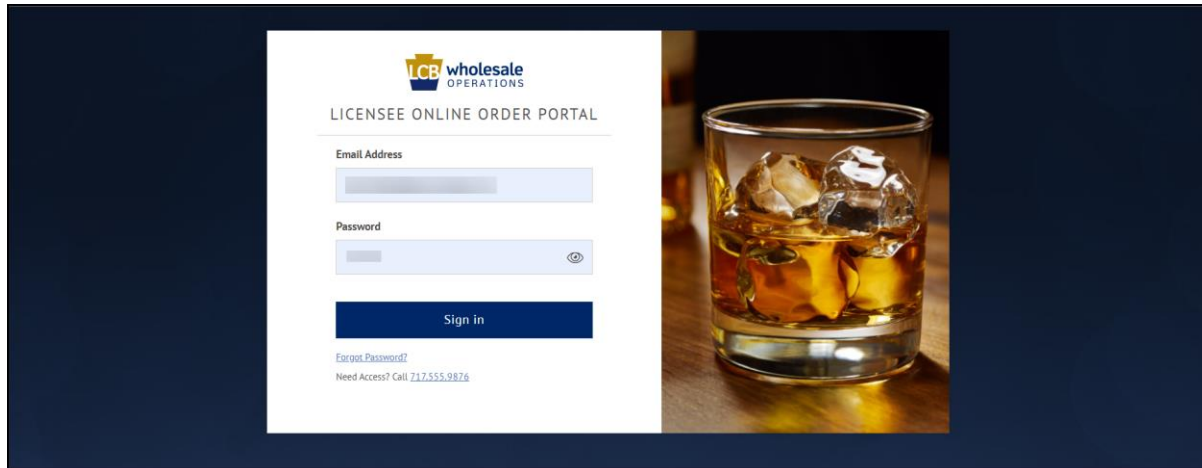 LCB wholesale
OPERATIONS
LICENSEE ONLINE ORDER PORTAL
Email Address
Password
Sign in
Forgot Password?
Need Access? Call 717.555.9876